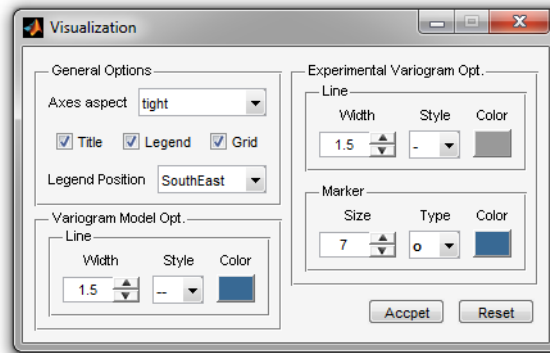 Visualization
General Options
Axes aspect tight
Title Legend Grid
Legend Position SouthEast
Variogram Model Opt.
Line
Width Style Color
1.5 --
Experimental Variogram Opt.
Line
Width Style Color
1.5 -
Marker
Size Type Color
7 o
Accpet Reset